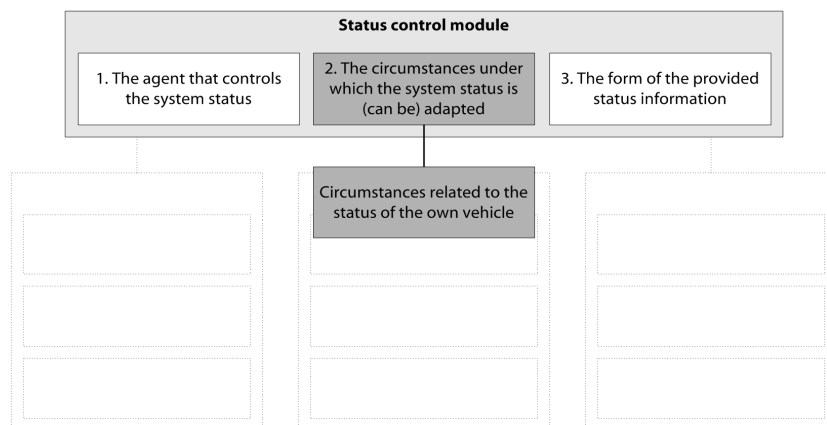 Status control module
1. The agent that controls
the system status
2. The circumstances under
which the system status is
(can be) adapted
3. The form of the provided
status information
Circumstances related to the
status of the own vehicle